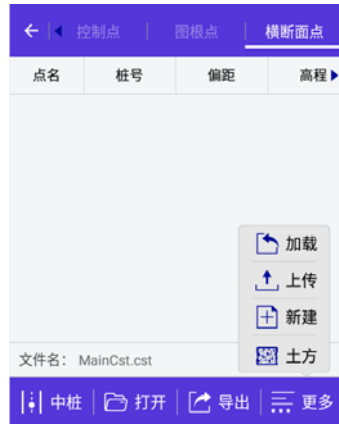 控制点 图根点 横断面点
点名 桩号 偏距 高程
加载
上传
新建
土方
文件名: MainCst.cst
中桩 打开 导出 更多